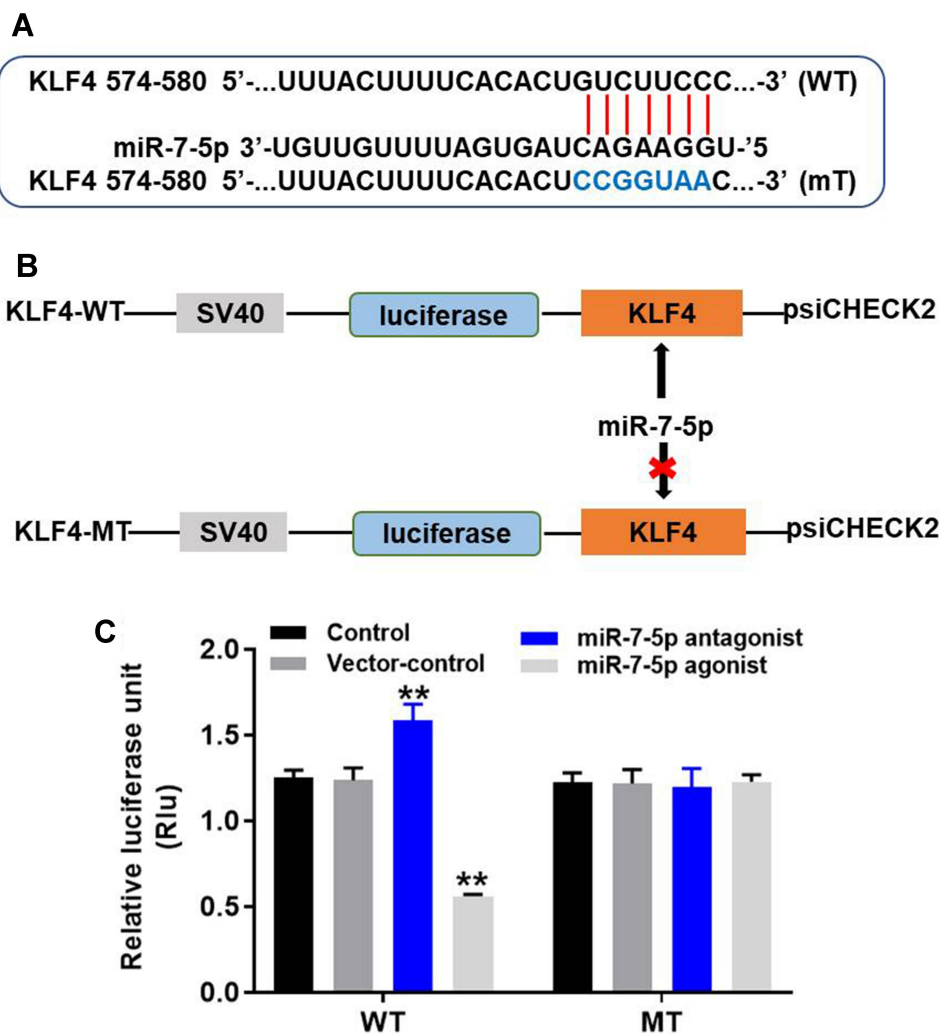 A
KLF4 574-580 5’-...UUUACUUUUCACACUGUCUUCCC...-3’ (WT)
miR-7-5p 3’-UGUUGUUUUAGUGAUCAGAAGGU-’5
KLF4 574-580 5’-...UUUACUUUUCACACUCCGGUAAC...-3’ (mT)
B
KLF4-WT SV40 luciferase KLF4 psiCHECK2
miR-7-5p
KLF4-MT SV40 luciferase KLF4 psiCHECK2
C
Control
Vector-control
miR-7-5p antagonist
miR-7-5p agonist
Relative luciferase unit
(Rlu)
2.0
1.5
1.0
0.5
0.0
**
**
WT
MT